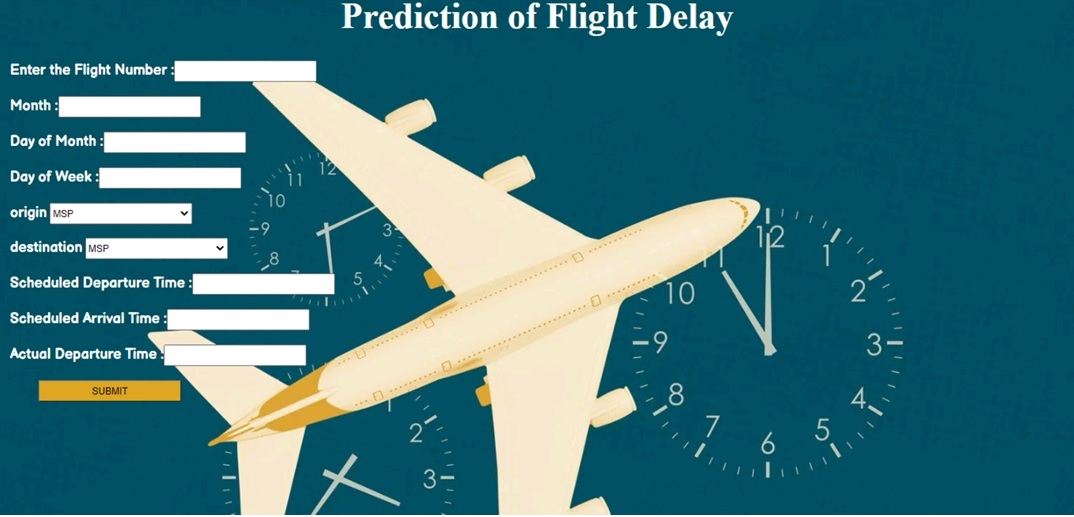 Prediction of Flight Delay
Enter the Flight Number :
Month :
Day of Month :
Day of Week :
origin MSP
destination MSP
Scheduled Departure Time :
Scheduled Arrival Time :
Actual Departure Time :
SUBMIT
12
11
10
9
8
7
5
4
3
12
1
2
3
4
5
6
7
8
9
10
11
1
2
3